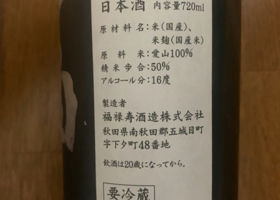 日本酒 内容量720ml
原材料名：米(国産)、
米麹(国産米)
原料米：愛山100%
精米歩合：50%
アルコール分：16度
製造者
福禄寿酒造株式会社
秋田県南秋田郡五城目町
字下夕町48番地
飲酒は20歳になってから。
要冷蔵